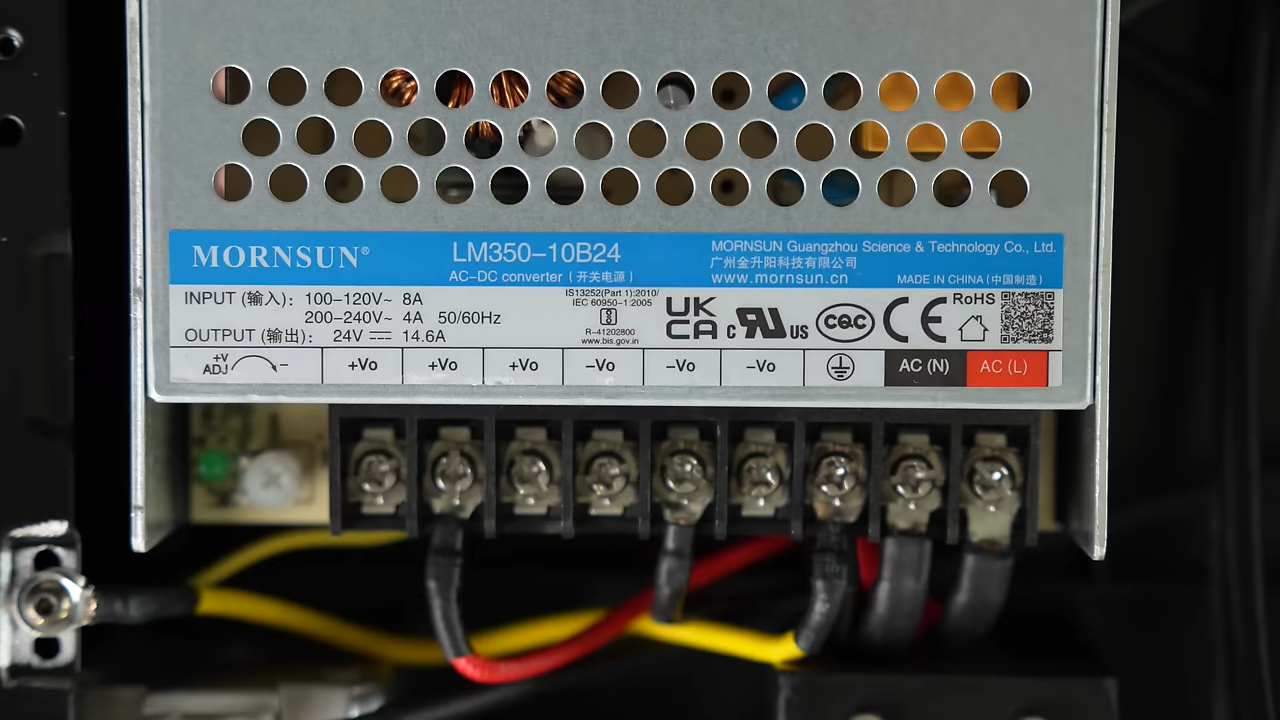 MORNSUN®
LM350-10B24
AC-DC converter (开关电源)
MORNSUN Guangzhou Science & Technology Co., Ltd.
广州金升阳科技有限公司
www.mornsun.cn
MADE IN CHINA (中国制造)
INPUT (输入): 100-120V~ 8A
200-240V~ 4A 50/60Hz
OUTPUT (输出): 24V ⎓ 14.6A
IS13252(Part 1):2010/
IEC 60950-1:2005
R-41202800
www.bis.gov.in
UK
CA
c RU US
CQC
CE
RoHS
+V
ADJ -
+Vo
+Vo
+Vo
-Vo
-Vo
-Vo
AC (N)
AC (L)